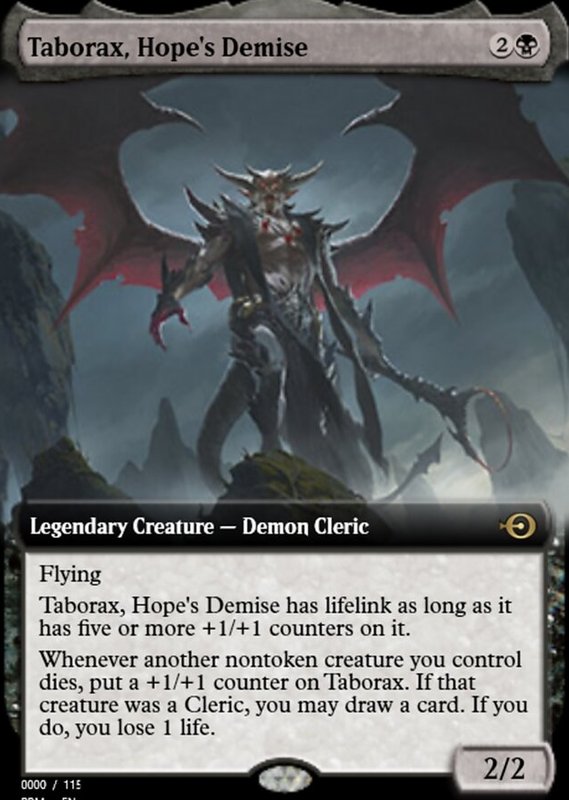 Taborax, Hope's Demise 2
Legendary Creature — Demon Cleric
Flying
Taborax, Hope's Demise has lifelink as long as it
has five or more +1/+1 counters on it.
Whenever another nontoken creature you control
dies, put a +1/+1 counter on Taborax. If that
creature was a Cleric, you may draw a card. If you
do, you lose 1 life.
2/2
0000 / 115